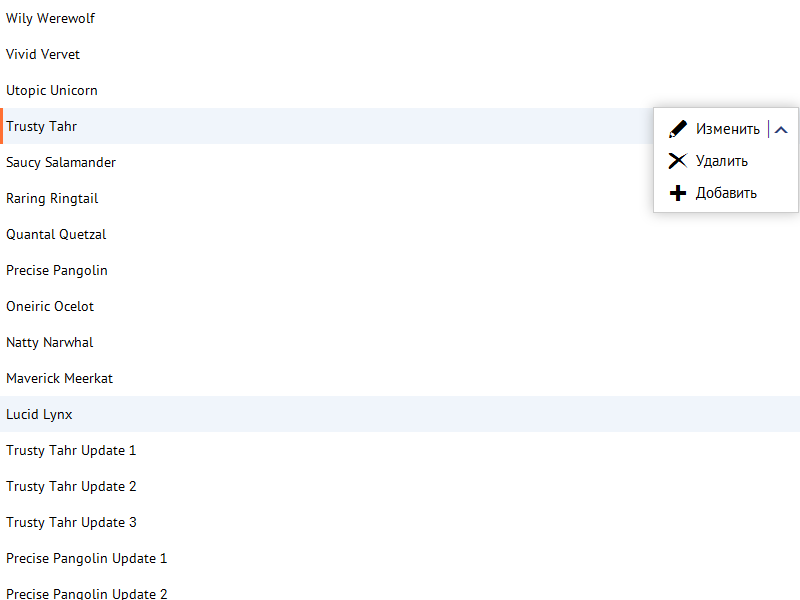 Wily Werewolf
Vivid Vervet
Utopic Unicorn
Trusty Tahr
Изменить
Saucy Salamander
Удалить
Raring Ringtail
Добавить
Quantal Quetzal
Precise Pangolin
Oneiric Ocelot
Natty Narwhal
Maverick Meerkat
Lucid Lynx
Trusty Tahr Update 1
Trusty Tahr Update 2
Trusty Tahr Update 3
Precise Pangolin Update 1
Precise Pangolin Update 2